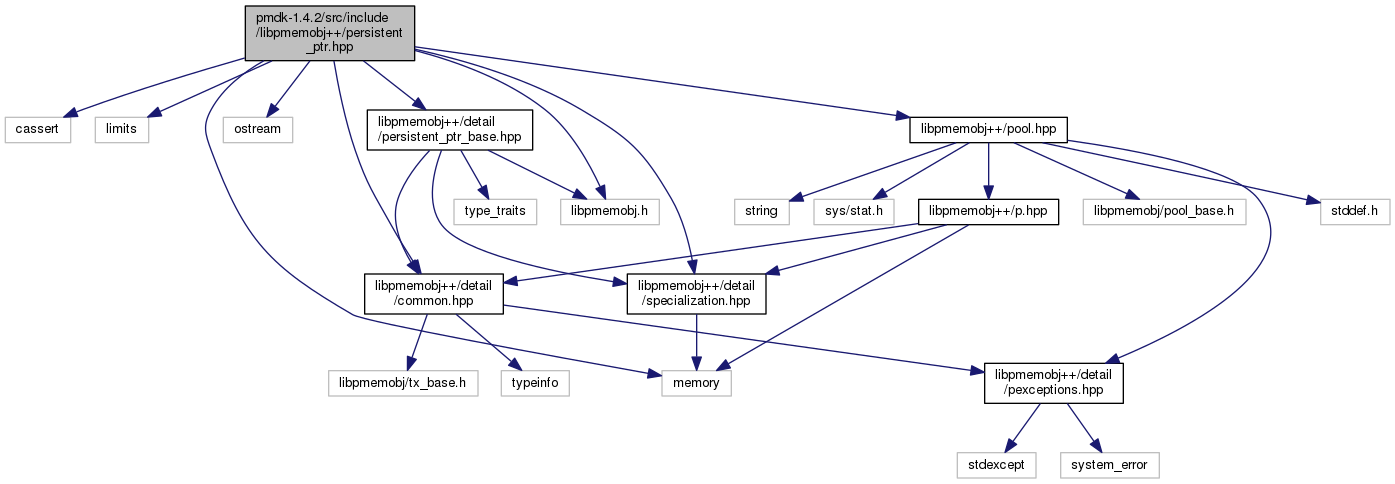 pmdk-1.4.2/src/include
/libpmemobj++/persistent
_ptr.hpp
cassert
limits
ostream
libpmemobj++/detail
/persistent_ptr_base.hpp
libpmemobj++/pool.hpp
type_traits
libpmemobj.h
string
sys/stat.h
libpmemobj++/p.hpp
libpmemobj/pool_base.h
stddef.h
libpmemobj++/detail
/common.hpp
libpmemobj++/detail
/specialization.hpp
libpmemobj/tx_base.h
typeinfo
memory
libpmemobj++/detail
/pexceptions.hpp
stdexcept
system_error